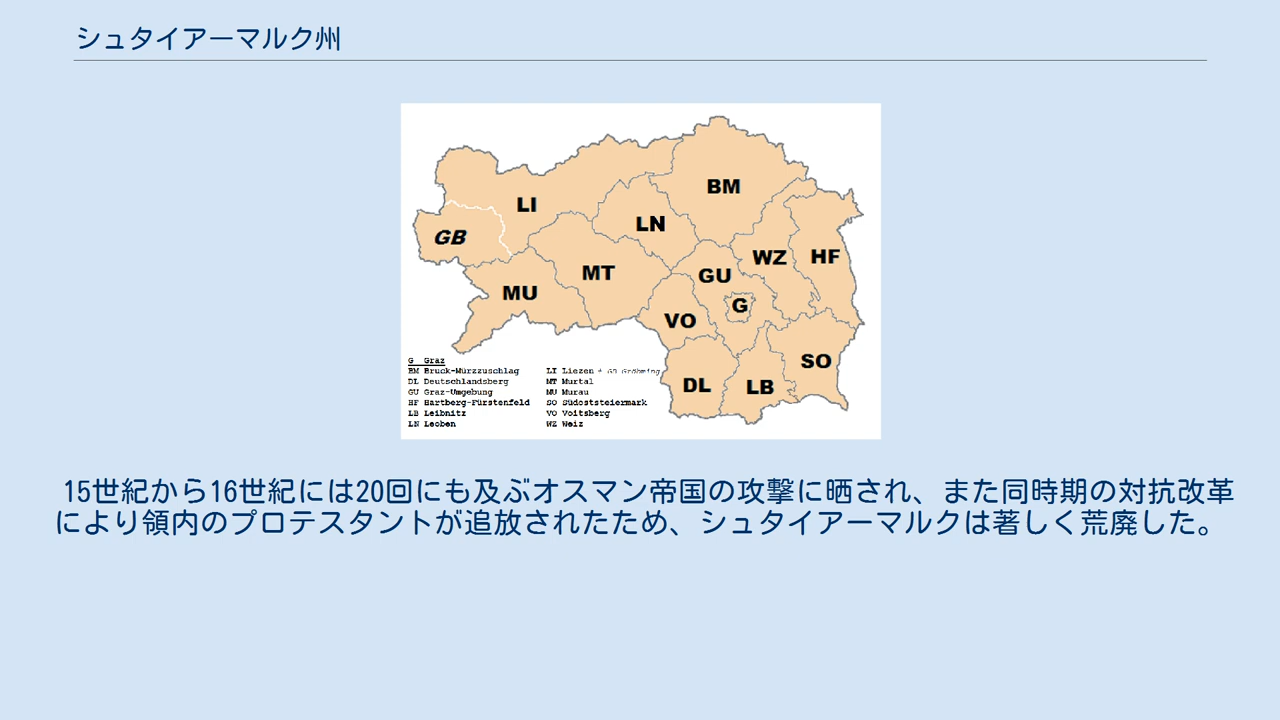 シュタイアーマルク州
BM
LI
LN
GB
WZ
HF
MT
GU
MU
G
VO
SO
DL
LB
G Graz
BM Bruck-Mürzzuschlag
DL Deutschlandsberg
GU Graz-Umgebung
HF Hartberg-Fürstenfeld
LB Leibnitz
LN Leoben
LI Liezen + GB Gröbming
MT Murtal
MU Murau
SO Südoststeiermark
VO Voitsberg
WZ Weiz
15世紀から16世紀には20回にも及ぶオスマン帝国の攻撃に晒され、また同時期の対抗改革
により領内のプロテスタントが追放されたため、シュタイアーマルクは著しく荒廃した。